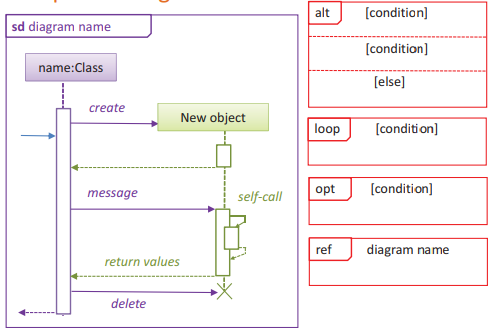 sd diagram name
name:Class
create
New object
message
self-call
return values
delete
alt [condition]
[condition]
[else]
loop [condition]
opt [condition]
ref diagram name